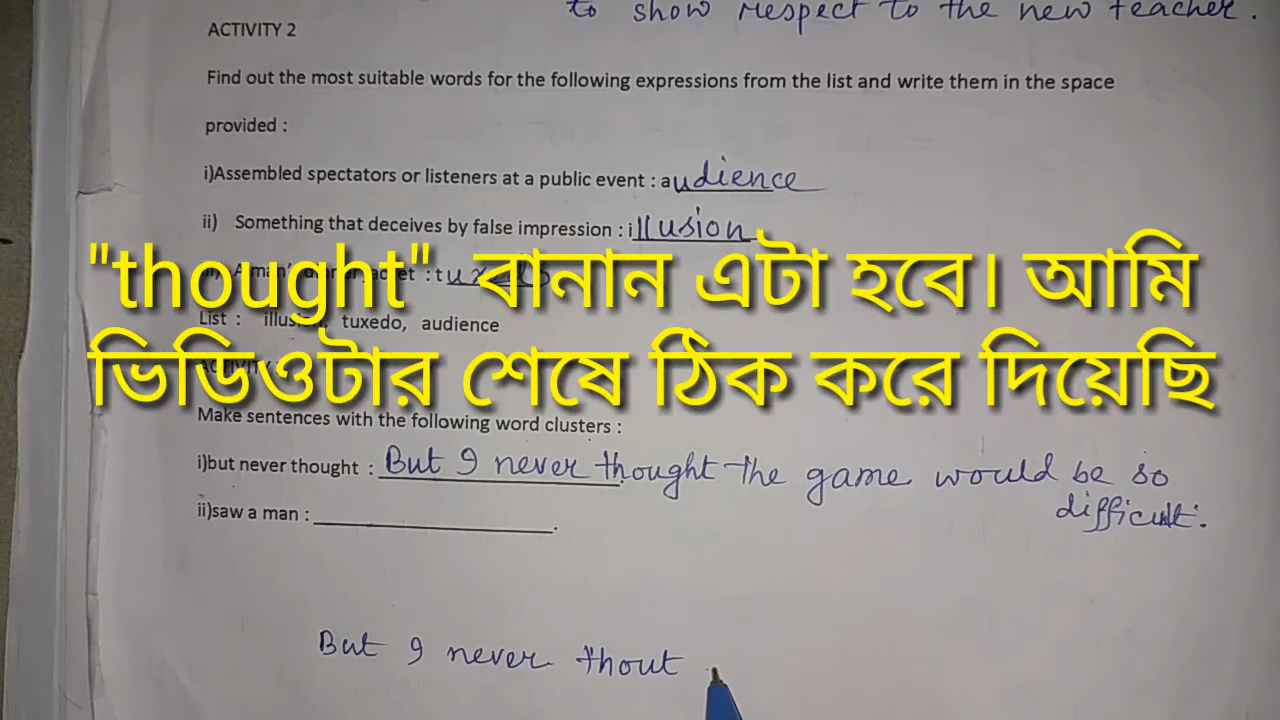 to show respect to the new teacher.
ACTIVITY 2
Find out the most suitable words for the following expressions from the list and write them in the space
provided :
i)Assembled spectators or listeners at a public event : audience
ii) Something that deceives by false impression : illusion
"thought" বানান এটা হবে। আমি
List : illusion, tuxedo, audience
ভিডিওটার শেষে ঠিক করে দিয়েছি
Make sentences with the following word clusters :
i)but never thought : But I never thought the game would be so
difficult.
ii)saw a man :
But I never thout